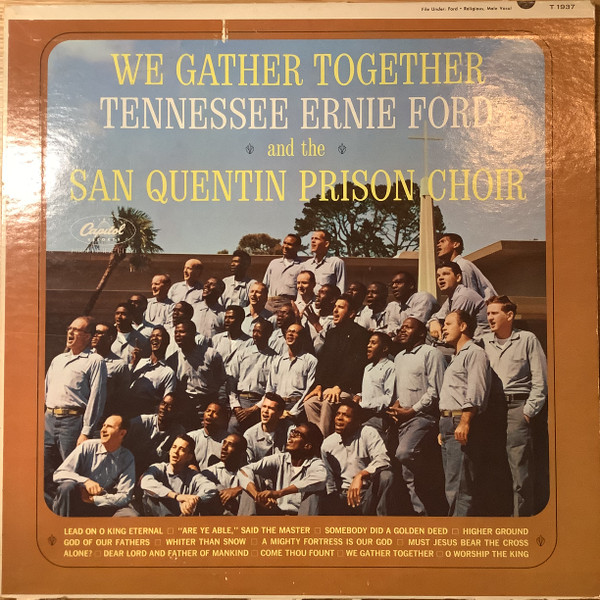 File Under: Ford • Religious, Male Vocal T 1937
WE GATHER TOGETHER
TENNESSEE ERNIE FORD
and the
SAN QUENTIN PRISON CHOIR
Capitol
RECORDS
LEAD ON O KING ETERNAL □ "ARE YE ABLE," SAID THE MASTER □ SOMEBODY DID A GOLDEN DEED □ HIGHER GROUND
GOD OF OUR FATHERS □ WHITER THAN SNOW □ A MIGHTY FORTRESS IS OUR GOD □ MUST JESUS BEAR THE CROSS
ALONE? □ DEAR LORD AND FATHER OF MANKIND □ COME THOU FOUNT □ WE GATHER TOGETHER □ O WORSHIP THE KING